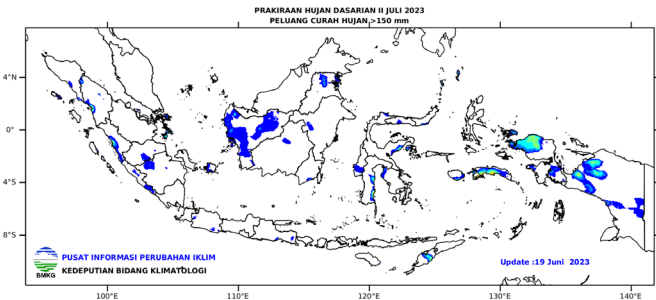 PRAKIRAAN HUJAN DASARIAN II JULI 2023
PELUANG CURAH HUJAN >150 mm
4°N
0°
4°S
8°S
PUSAT INFORMASI PERUBAHAN IKLIM
KEDEPUTIAN BIDANG KLIMATOLOGI
BMKG
Update :19 Juni 2023
100°E
110°E
120°E
130°E
140°E